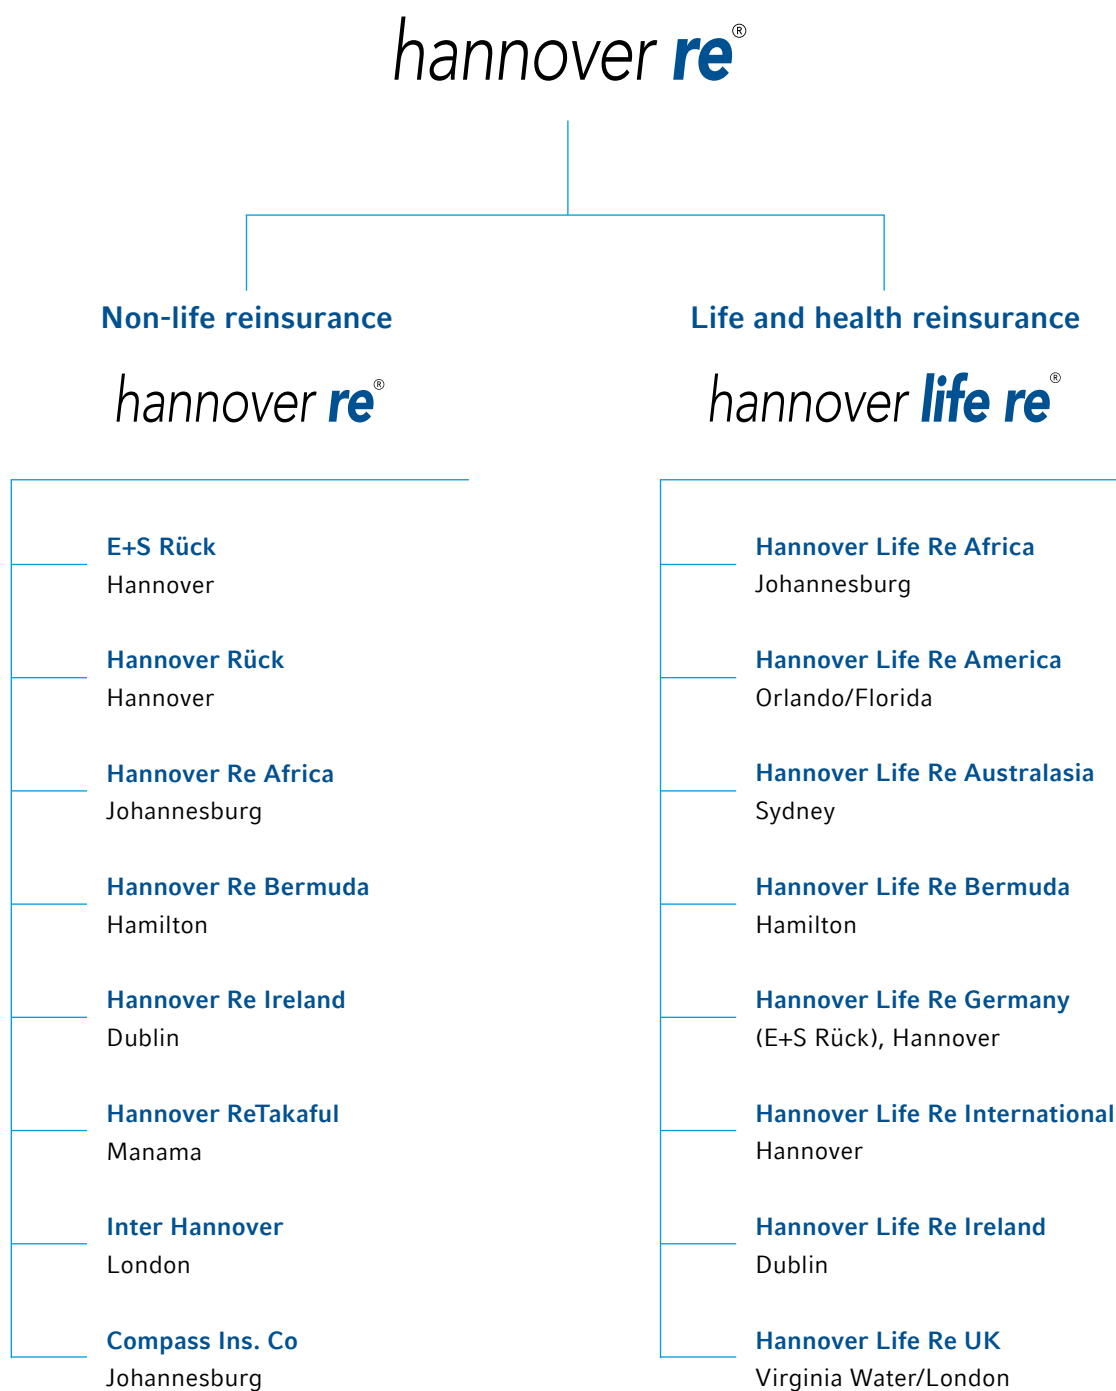 hannover re®
Non-life reinsurance
hannover re®
E+S Rück
Hannover
Hannover Rück
Hannover
Hannover Re Africa
Johannesburg
Hannover Re Bermuda
Hamilton
Hannover Re Ireland
Dublin
Hannover ReTakaful
Manama
Inter Hannover
London
Compass Ins. Co
Johannesburg
Life and health reinsurance
hannover life re®
Hannover Life Re Africa
Johannesburg
Hannover Life Re America
Orlando/Florida
Hannover Life Re Australasia
Sydney
Hannover Life Re Bermuda
Hamilton
Hannover Life Re Germany
(E+S Rück), Hannover
Hannover Life Re International
Hannover
Hannover Life Re Ireland
Dublin
Hannover Life Re UK
Virginia Water/London